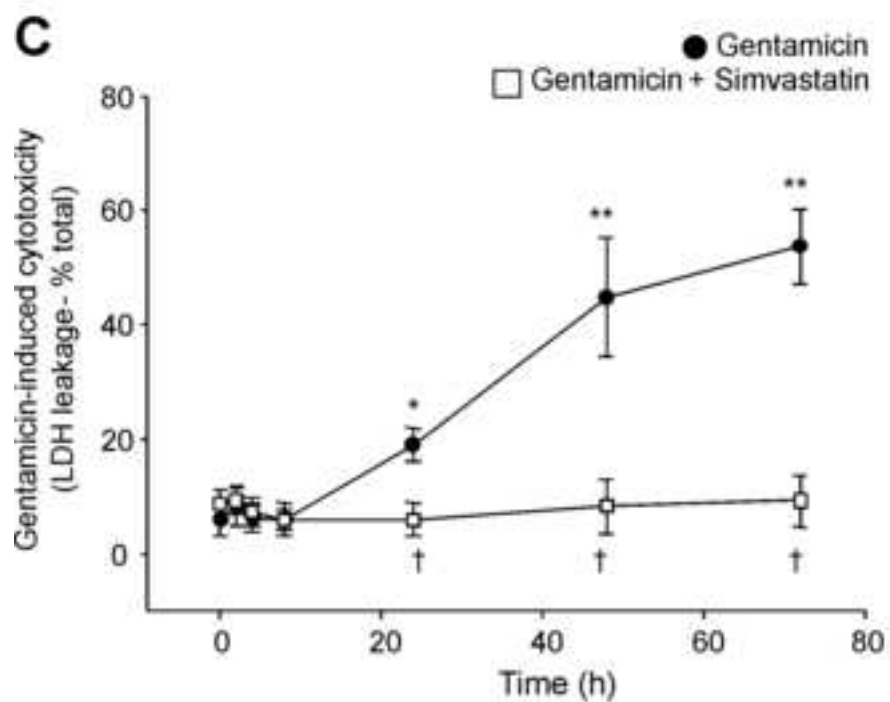 C
Gentamicin
Gentamicin + Simvastatin
Gentamicin-induced cytotoxicity
(LDH leakage- % total)
80
60
40
20
0
*
**
**
†
†
†
0
20
40
60
80
Time (h)